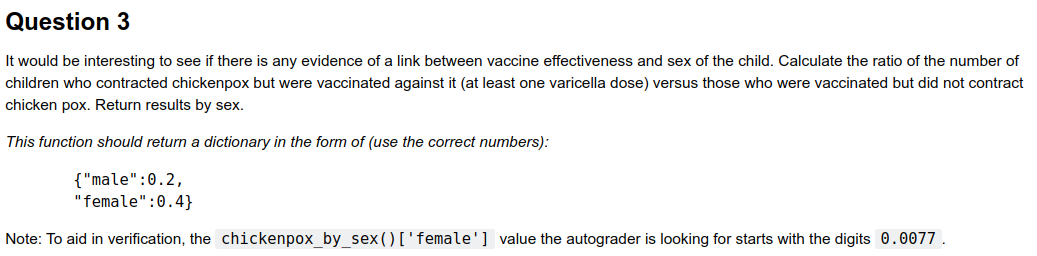 Question 3
It would be interesting to see if there is any evidence of a link between vaccine effectiveness and sex of the child. Calculate the ratio of the number of
children who contracted chickenpox but were vaccinated against it (at least one varicella dose) versus those who were vaccinated but did not contract
chicken pox. Return results by sex.
This function should return a dictionary in the form of (use the correct numbers):
{"male":0.2,
"female":0.4}
Note: To aid in verification, the chickenpox_by_sex()['female'] value the autograder is looking for starts with the digits 0.0077 .